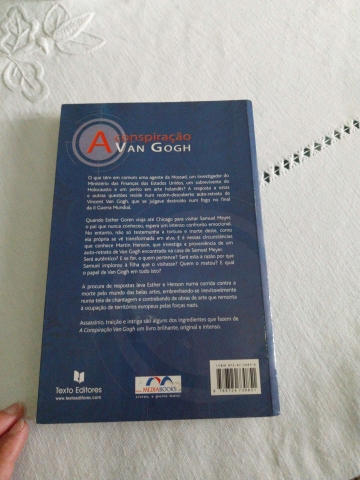 A conspiração
VAN GOGH
O que têm em comum uma agente da Mossad, um investigador do
Ministério das Finanças dos Estados Unidos, um sobrevivente do
Holocausto e um perito em arte holandês? A resposta a estas
e outras questões reside num recém-descoberto auto-retrato de
Vincent Van Gogh, que se julgava destruído num fogo no final
da II Guerra Mundial.
Quando Esther Goren viaja até Chicago para visitar Samuel Meyer,
o pai que nunca conheceu, espera um intenso confronto emocional.
No entanto, não só testemunha a tortura e morte deste, como
ela própria se vê transformada em alvo. E é nestas circunstâncias
que conhece Martin Henson, que investiga a proveniência de um
auto-retrato de Van Gogh encontrado na casa de Samuel Meyer.
Será autêntico? E se for, a quem pertence? Será esta a razão por que
Samuel implorou à filha que o visitasse? Quem o matou? E qual
o papel de Van Gogh em tudo isto?
A procura de respostas leva Esther e Henson numa corrida contra
a morte pelo mundo das belas artes, embrenhando-se inevitavelmente
numa teia de chantagem e contrabando de obras de arte que remonta
à ocupação de territórios europeus pelas forças nazis.
Assassínio, traição e intriga são alguns dos ingredientes que fazem de
A Conspiração Van Gogh um livro brilhante, original e intenso.
Texto Editores
www.textoeditores.com
MEDIABOOKS